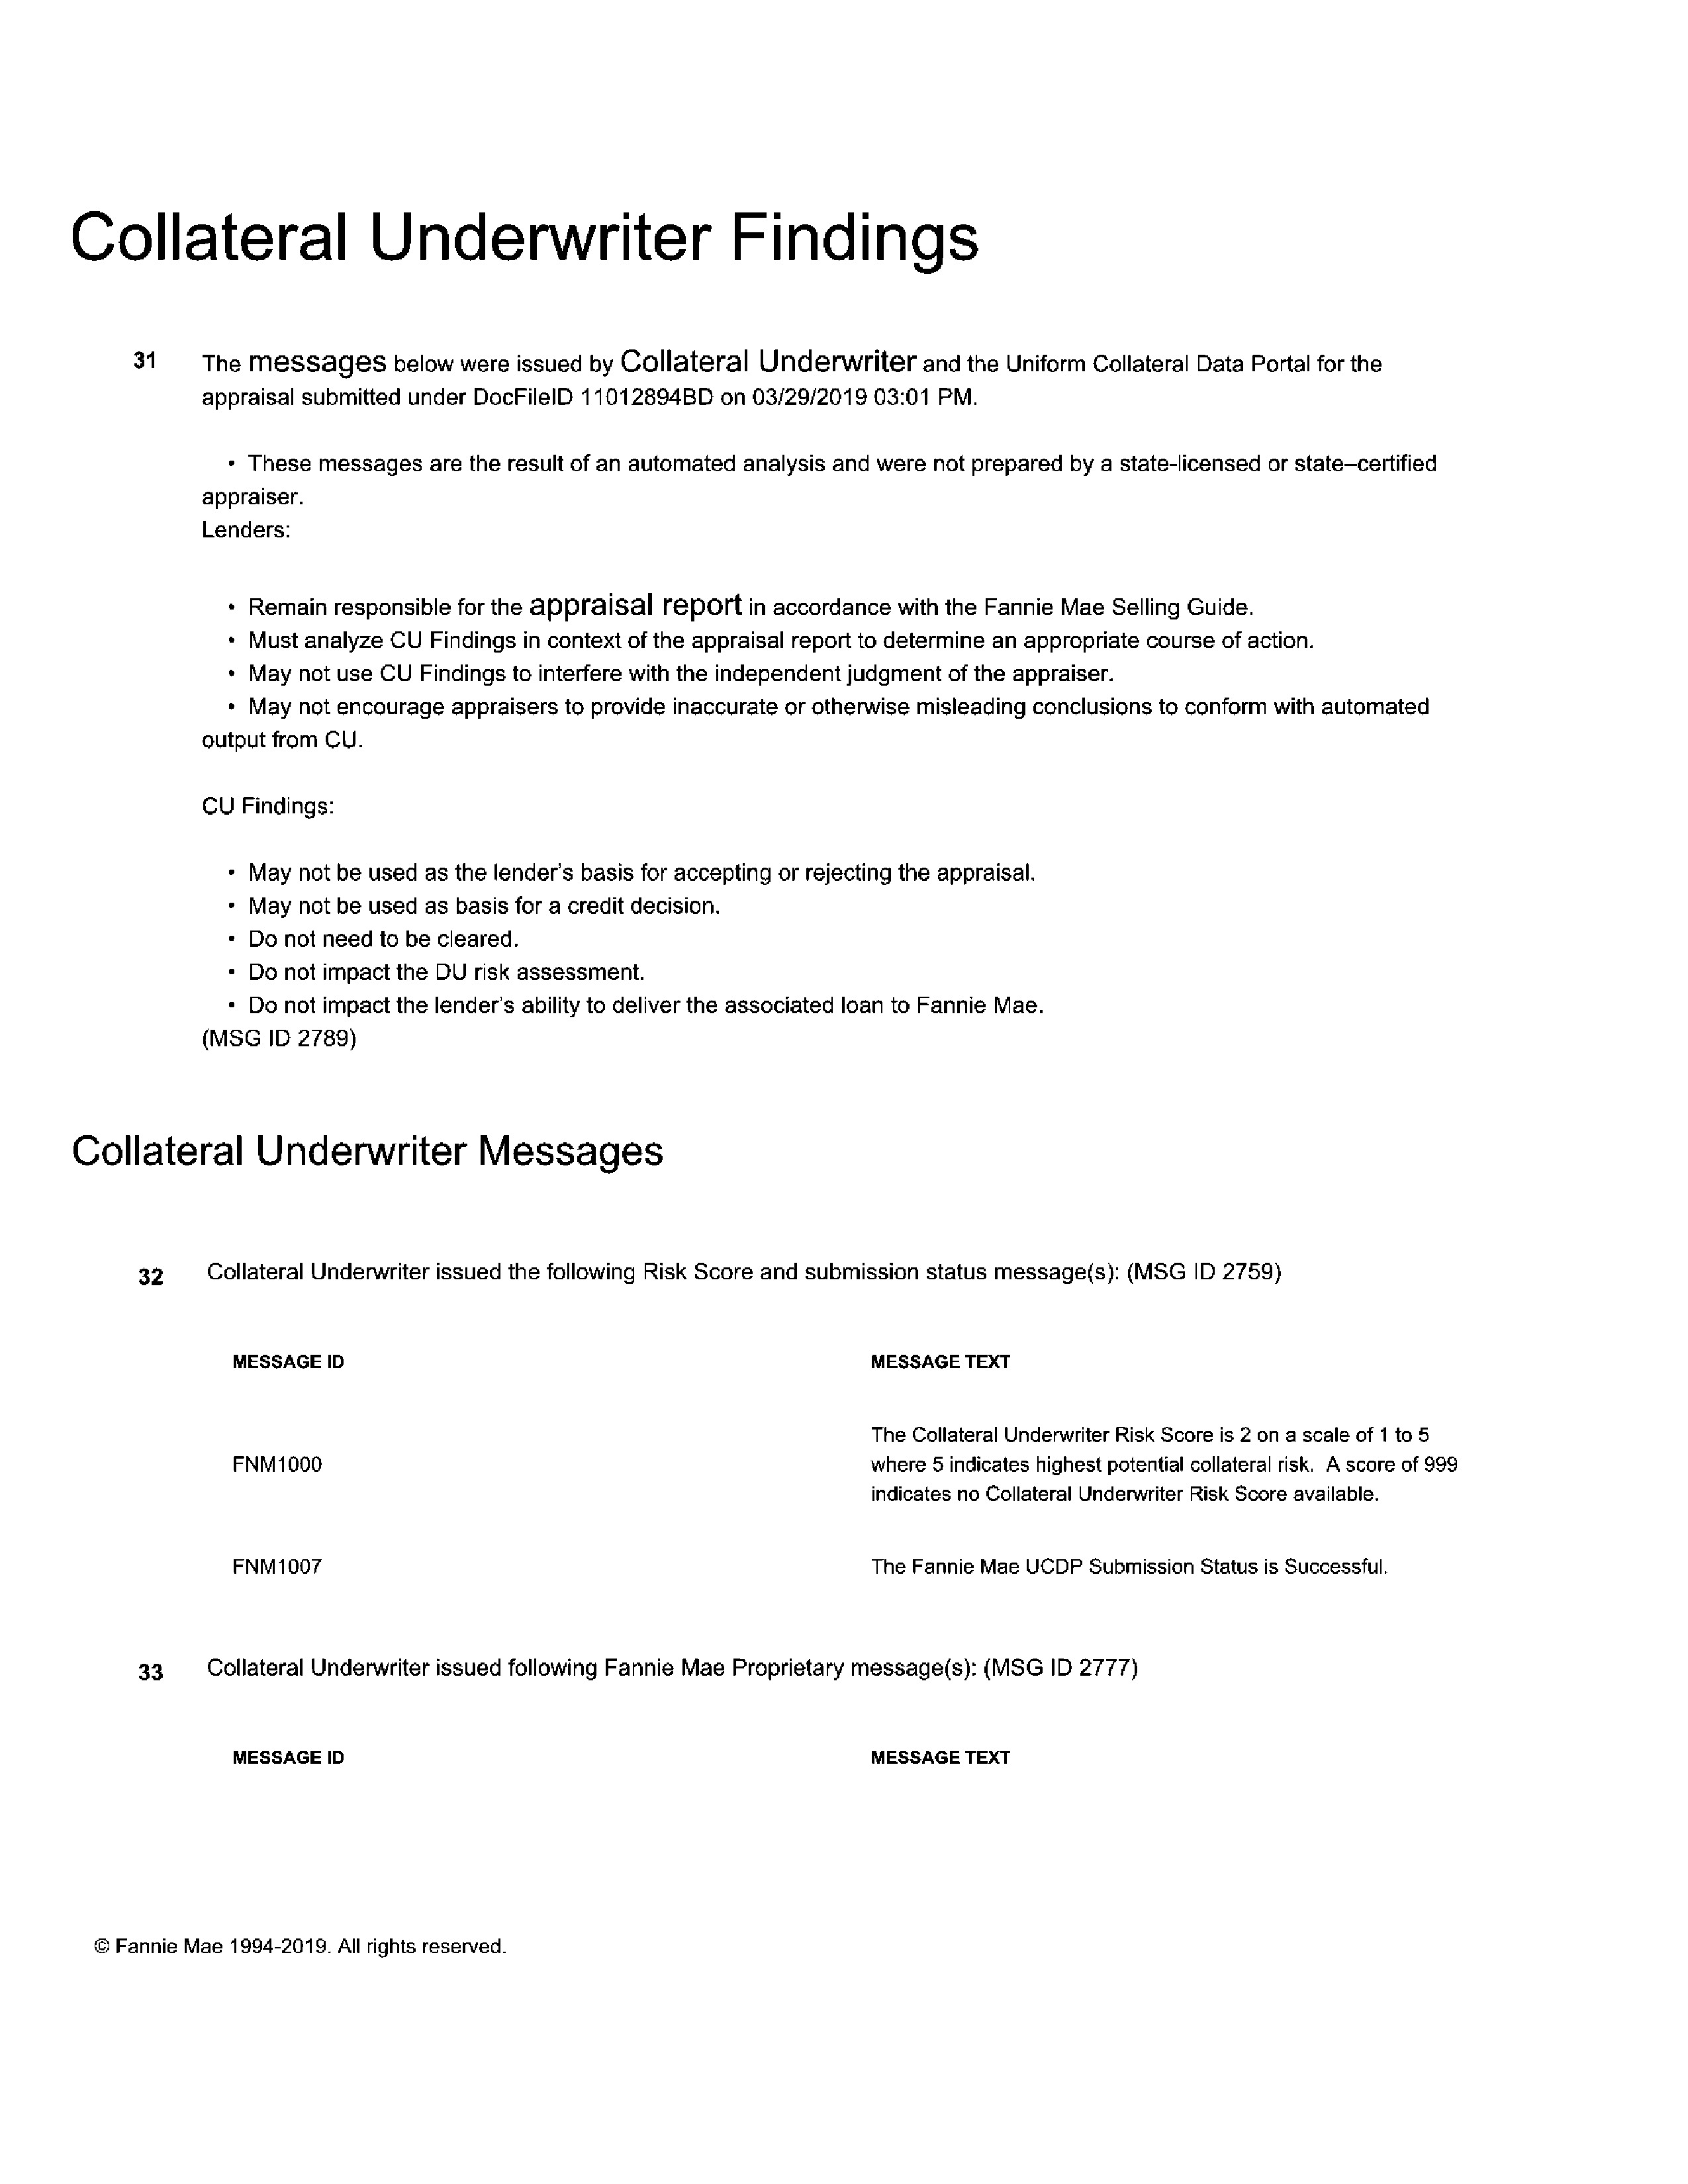 Collateral Underwriter Findings
31 The messages below were issued by Collateral Underwriter and the Uniform Collateral Data Portal for the
appraisal submitted under DocFileID 11012894BD on 03/29/2019 03:01 PM.
• These messages are the result of an automated analysis and were not prepared by a state-licensed or state–certified
appraiser.
Lenders:
• Remain responsible for the appraisal report in accordance with the Fannie Mae Selling Guide.
• Must analyze CU Findings in context of the appraisal report to determine an appropriate course of action.
• May not use CU Findings to interfere with the independent judgment of the appraiser.
• May not encourage appraisers to provide inaccurate or otherwise misleading conclusions to conform with automated
output from CU.
CU Findings:
• May not be used as the lender's basis for accepting or rejecting the appraisal.
• May not be used as basis for a credit decision.
• Do not need to be cleared.
• Do not impact the DU risk assessment.
• Do not impact the lender's ability to deliver the associated loan to Fannie Mae.
(MSG ID 2789)
Collateral Underwriter Messages
32 Collateral Underwriter issued the following Risk Score and submission status message(s): (MSG ID 2759)
MESSAGE ID MESSAGE TEXT
The Collateral Underwriter Risk Score is 2 on a scale of 1 to 5
FNM1000 where 5 indicates highest potential collateral risk. A score of 999
indicates no Collateral Underwriter Risk Score available.
FNM1007 The Fannie Mae UCDP Submission Status is Successful.
33 Collateral Underwriter issued following Fannie Mae Proprietary message(s): (MSG ID 2777)
MESSAGE ID MESSAGE TEXT
© Fannie Mae 1994-2019. All rights reserved.